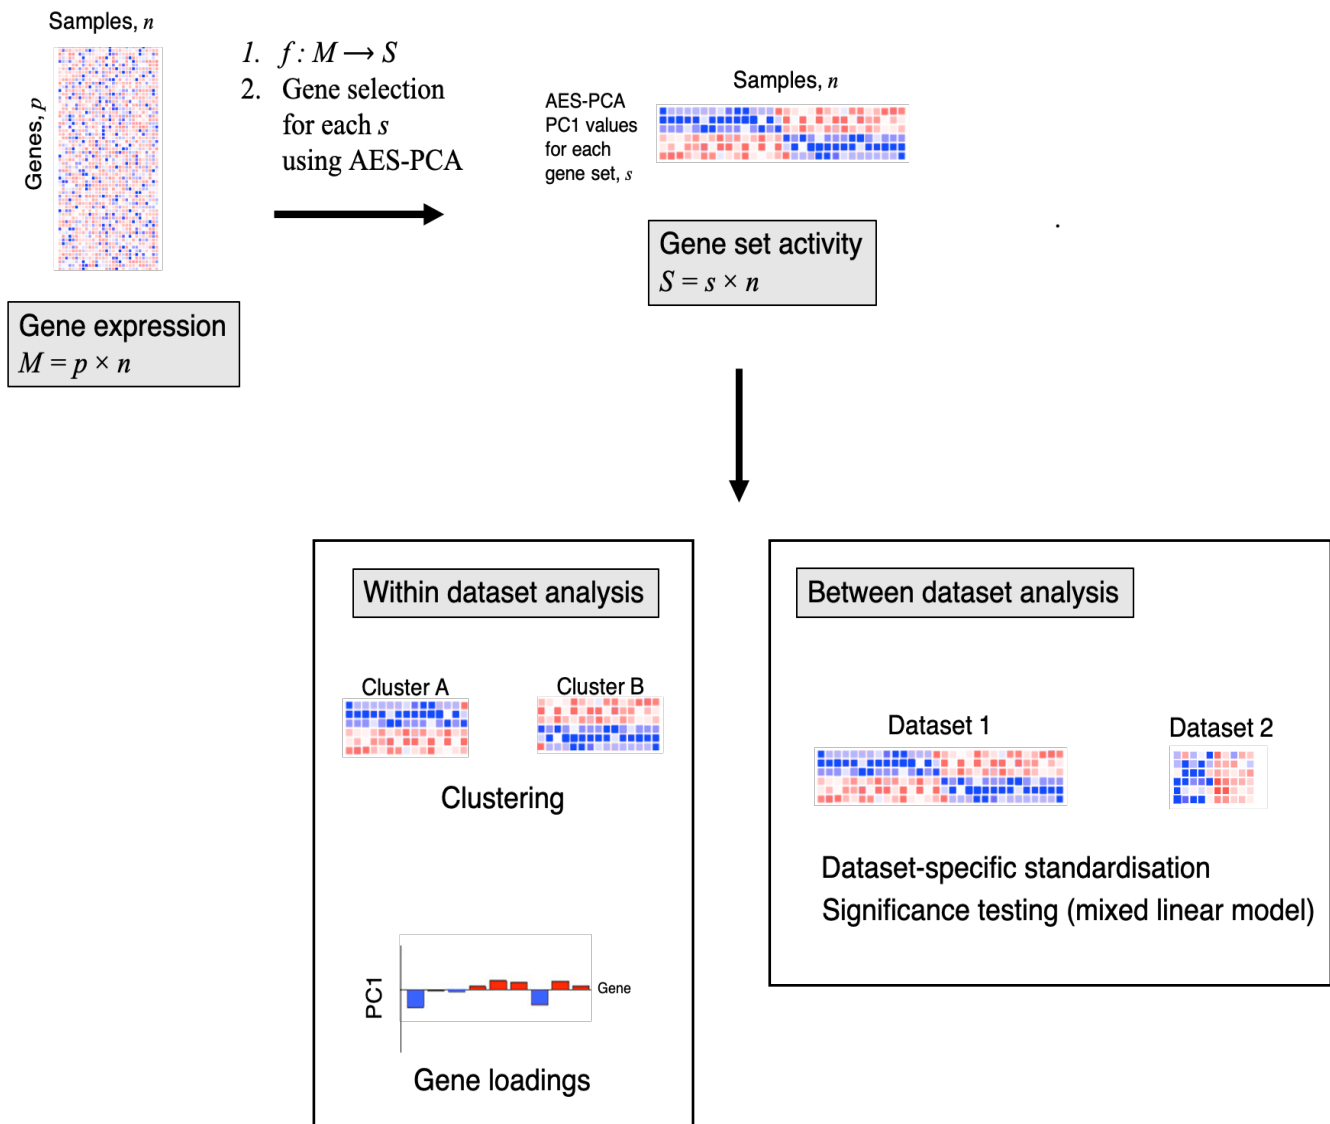 Samples, n
Genes, p
1. f : M → S
2. Gene selection
for each s
using AES-PCA
Gene expression
M = p × n
Samples, n
AES-PCA
PC1 values
for each
gene set, s
Gene set activity
S = s × n
Within dataset analysis
Cluster A
Cluster B
Clustering
PC1
Gene
Gene loadings
Between dataset analysis
Dataset 1
Dataset 2
Dataset-specific standardisation
Significance testing (mixed linear model)